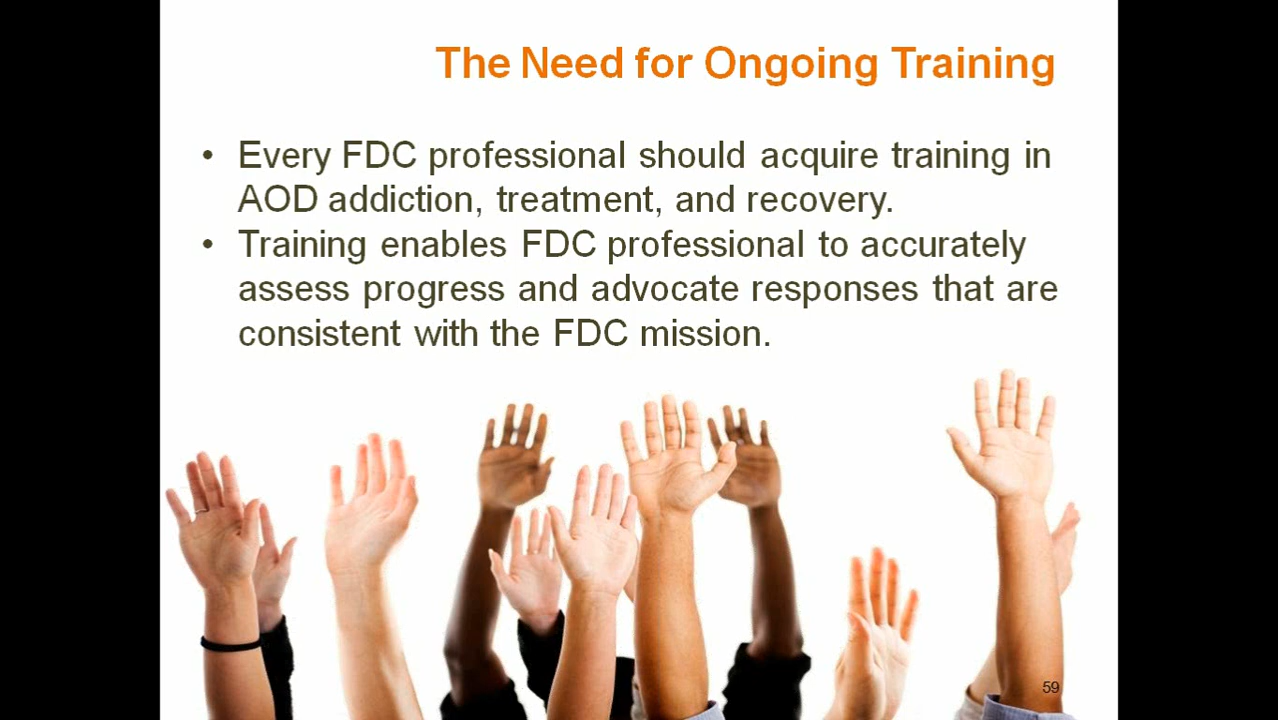 The Need for Ongoing Training
• Every FDC professional should acquire training in
AOD addiction, treatment, and recovery.
• Training enables FDC professional to accurately
assess progress and advocate responses that are
consistent with the FDC mission.
59